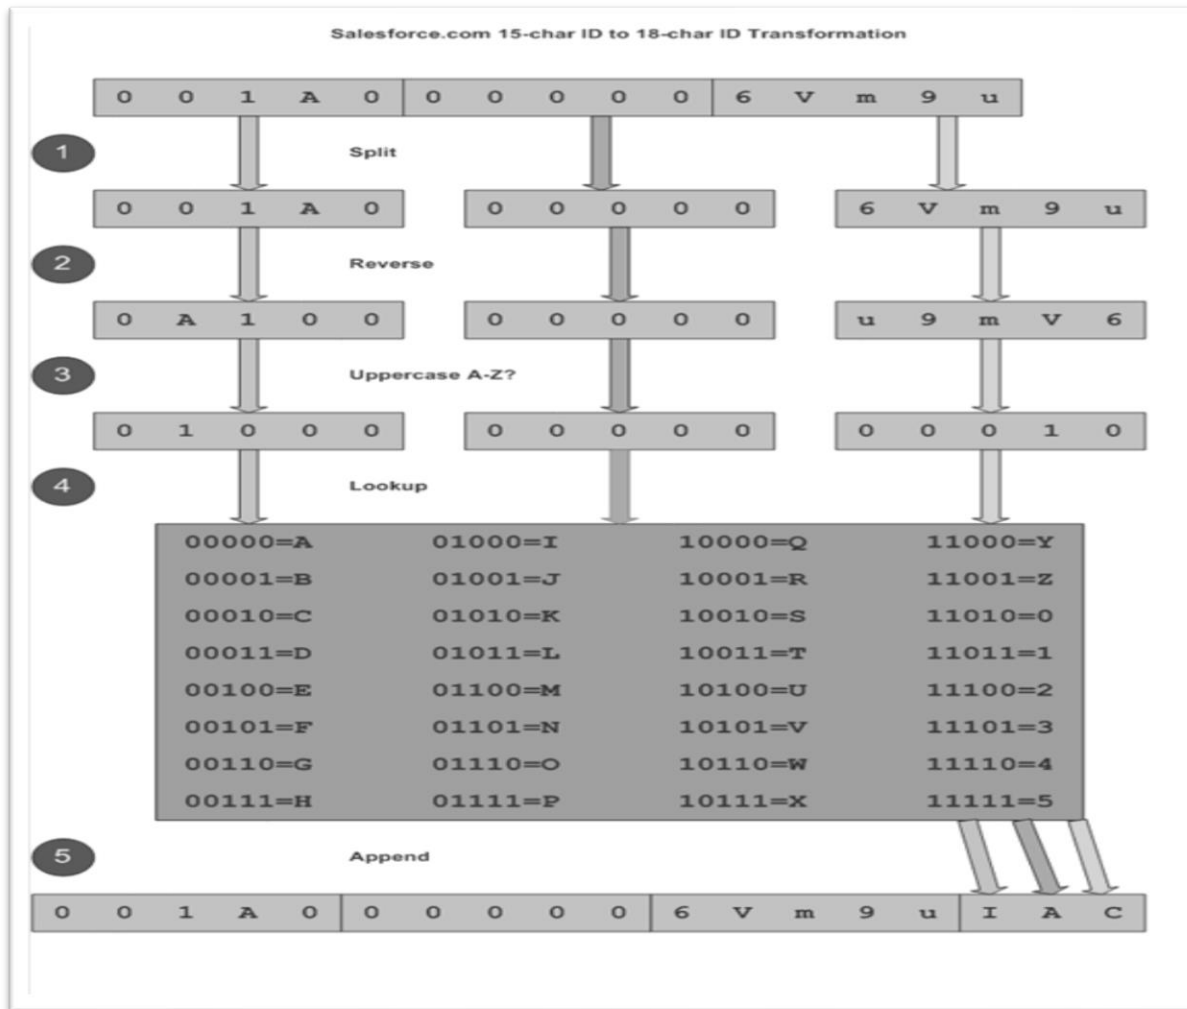 Salesforce.com 15-char ID to 18-char ID Transformation
0 0 1 A 0 0 0 0 0 0 6 V m 9 u
1 Split
0 0 1 A 0 0 0 0 0 0 6 V m 9 u
2 Reverse
0 A 1 0 0 0 0 0 0 0 u 9 m V 6
3 Uppercase A-Z?
0 1 0 0 0 0 0 0 0 0 0 0 0 1 0
4 Lookup
00000=A 01000=I 10000=Q 11000=Y
00001=B 01001=J 10001=R 11001=Z
00010=C 01010=K 10010=S 11010=0
00011=D 01011=L 10011=T 11011=1
00100=E 01100=M 10100=U 11100=2
00101=F 01101=N 10101=V 11101=3
00110=G 01110=O 10110=W 11110=4
00111=H 01111=P 10111=X 11111=5
5 Append
0 0 1 A 0 0 0 0 0 0 6 V m 9 u I A C